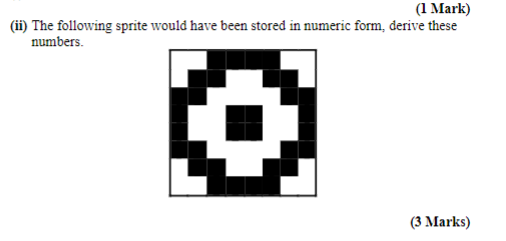 (1 Mark)
(ii) The following sprite would have been stored in numeric form, derive these
numbers.
(3 Marks)